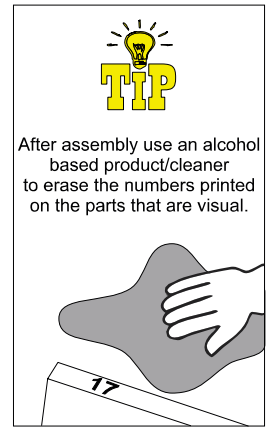 TIP
After assembly use an alcohol
based product/cleaner
to erase the numbers printed
on the parts that are visual.
17